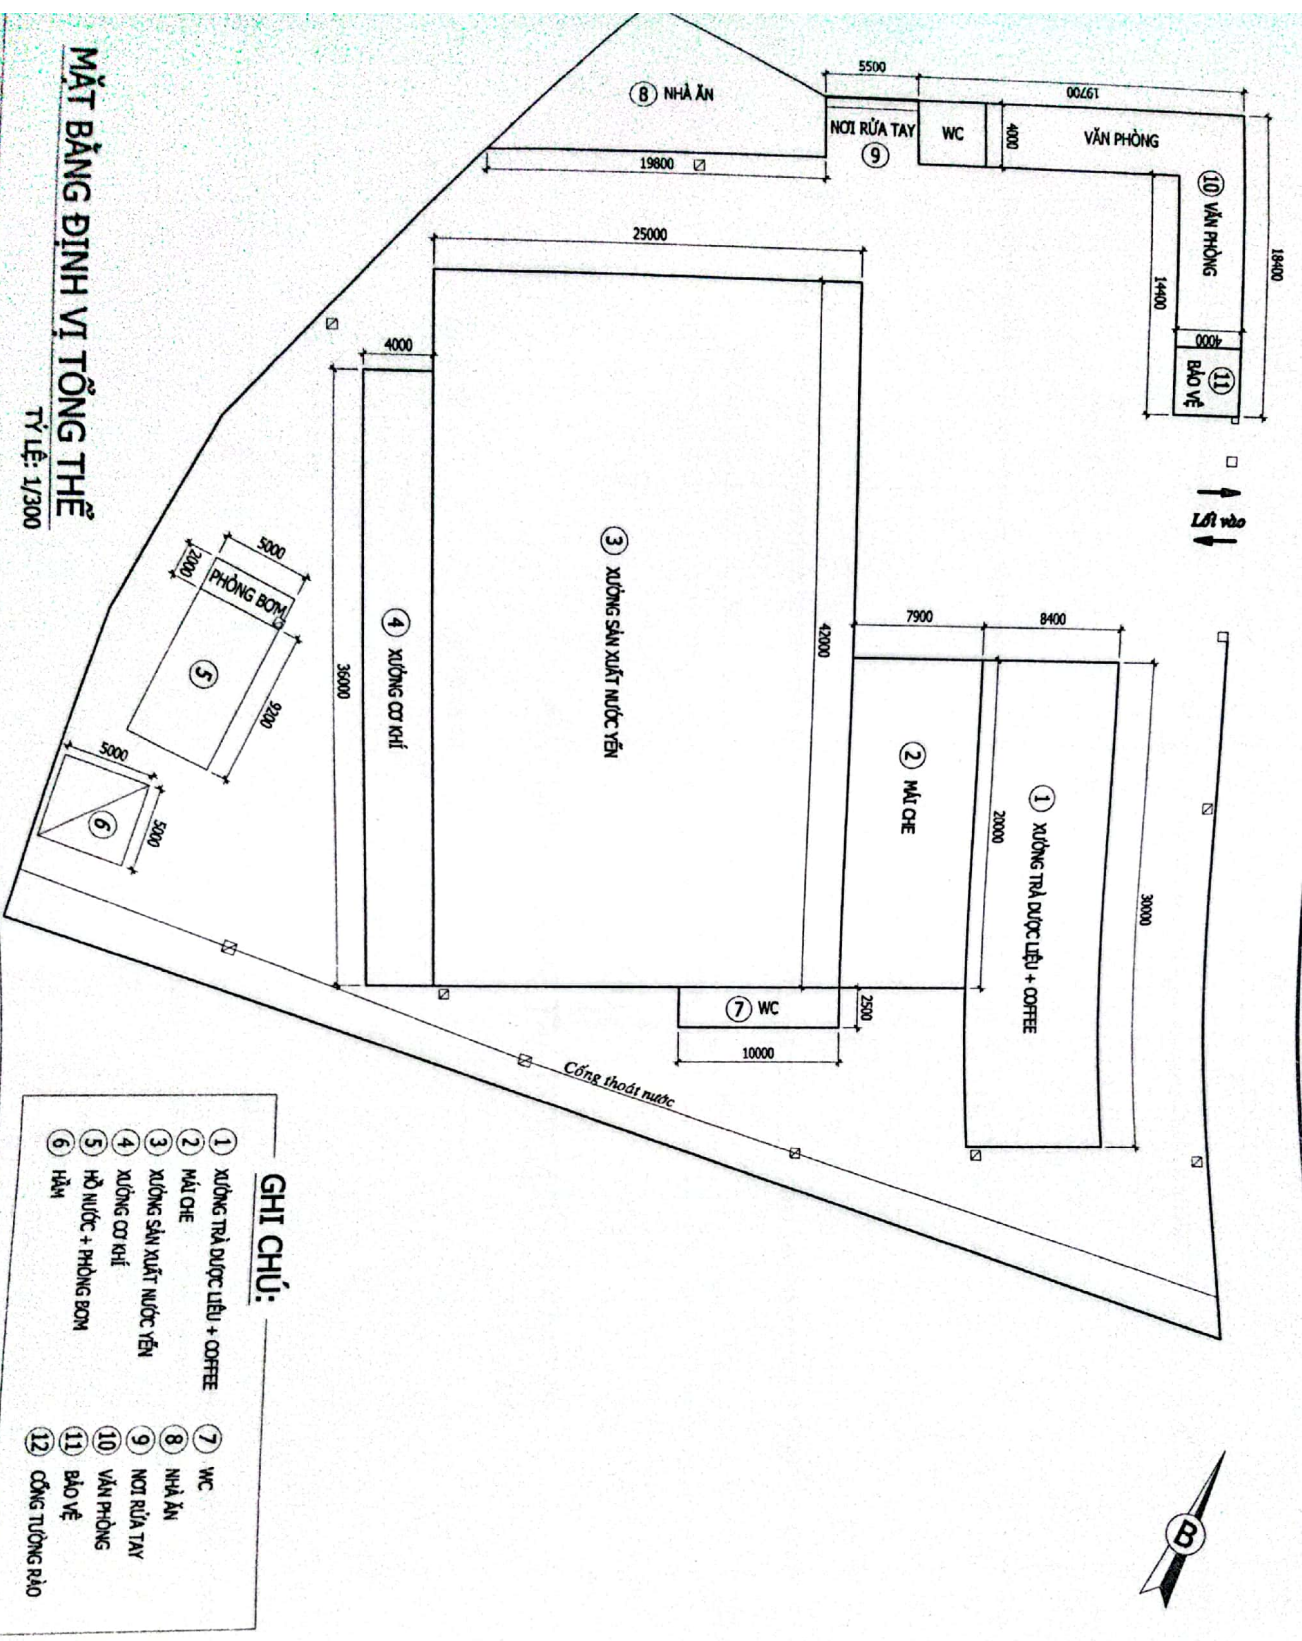 MẶT BẰNG ĐỊNH VỊ TỔNG THỂ
TỶ LỆ: 1/300
8 NHÀ ĂN
19800
5500
NƠI RỬA TAY
9
WC
4000
19700
VĂN PHÒNG
10 VĂN PHÒNG
18400
14400
4000
11
BẢO VỆ
Lối vào
25000
42000
3 XƯỞNG SẢN XUẤT NƯỚC YẾN
4000
36000
4 XƯỞNG CƠ KHÍ
7900
8400
2 MÁI CHE
20000
1 XƯỞNG TRÀ DƯỢC LIỆU + COFFEE
30000
5000
2000
PHÒNG BƠM
5
9200
5000
5000
6
7 WC
2500
10000
Cống thoát nước
GHI CHÚ:
1 XƯỞNG TRÀ DƯỢC LIỆU + COFFEE
2 MÁI CHE
3 XƯỞNG SẢN XUẤT NƯỚC YẾN
4 XƯỞNG CƠ KHÍ
5 HỒ NƯỚC + PHÒNG BƠM
6 HẦM
7 WC
8 NHÀ ĂN
9 NƠI RỬA TAY
10 VĂN PHÒNG
11 BẢO VỆ
12 CỔNG TƯỜNG RÀO
B